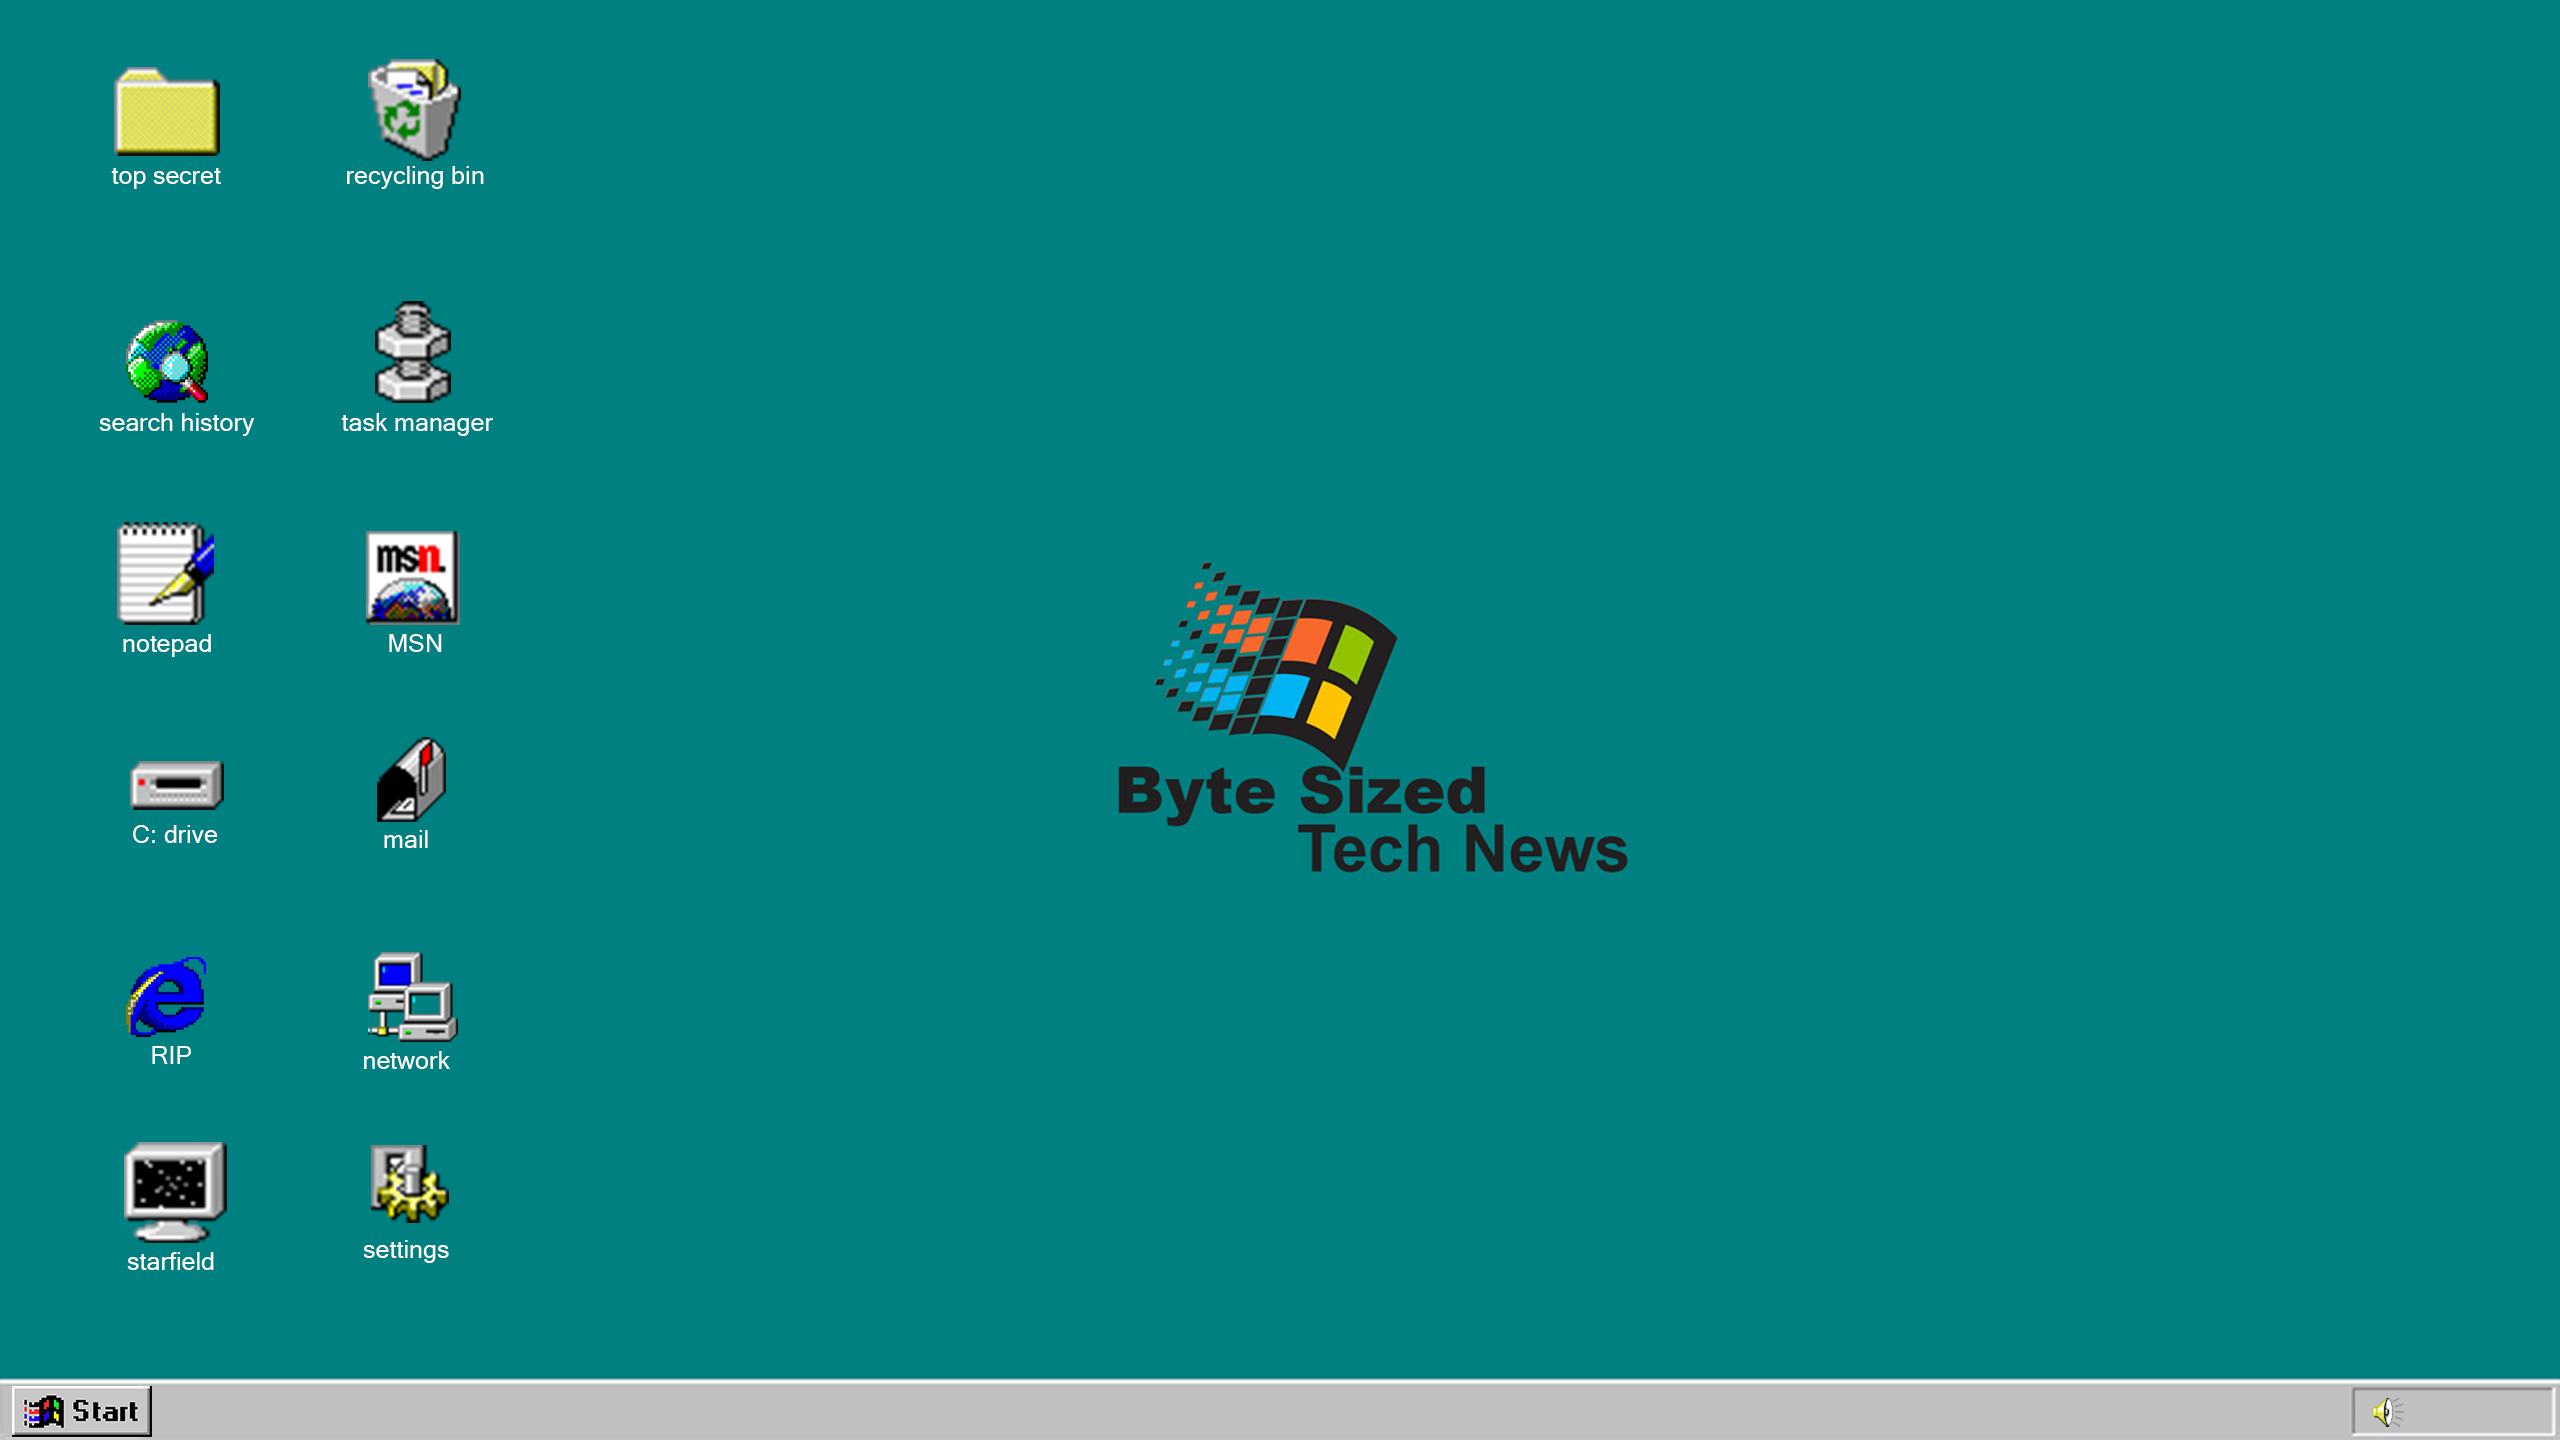 top secret
recycling bin
search history
task manager
notepad
msn.
MSN
C: drive
mail
Byte Sized
Tech News
RIP
network
starfield
settings
Start